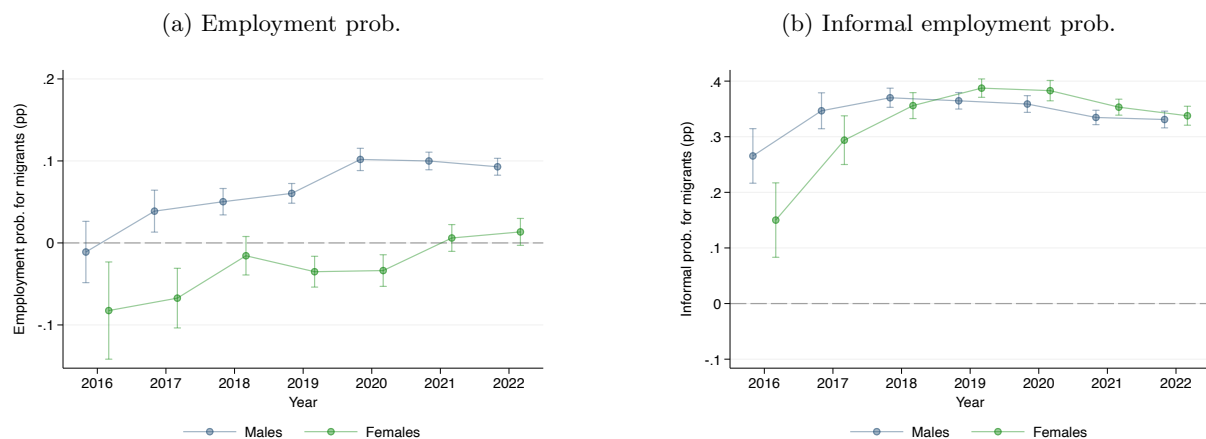 (a) Employment prob.
Employment prob. for migrants (pp)
.2
.1
0
-.1
2016 2017 2018 2019 2020 2021 2022
Year
Males Females
(b) Informal employment prob.
Informal prob. for migrants (pp)
.4
.3
.2
.1
0
-.1
2016 2017 2018 2019 2020 2021 2022
Year
Males Females